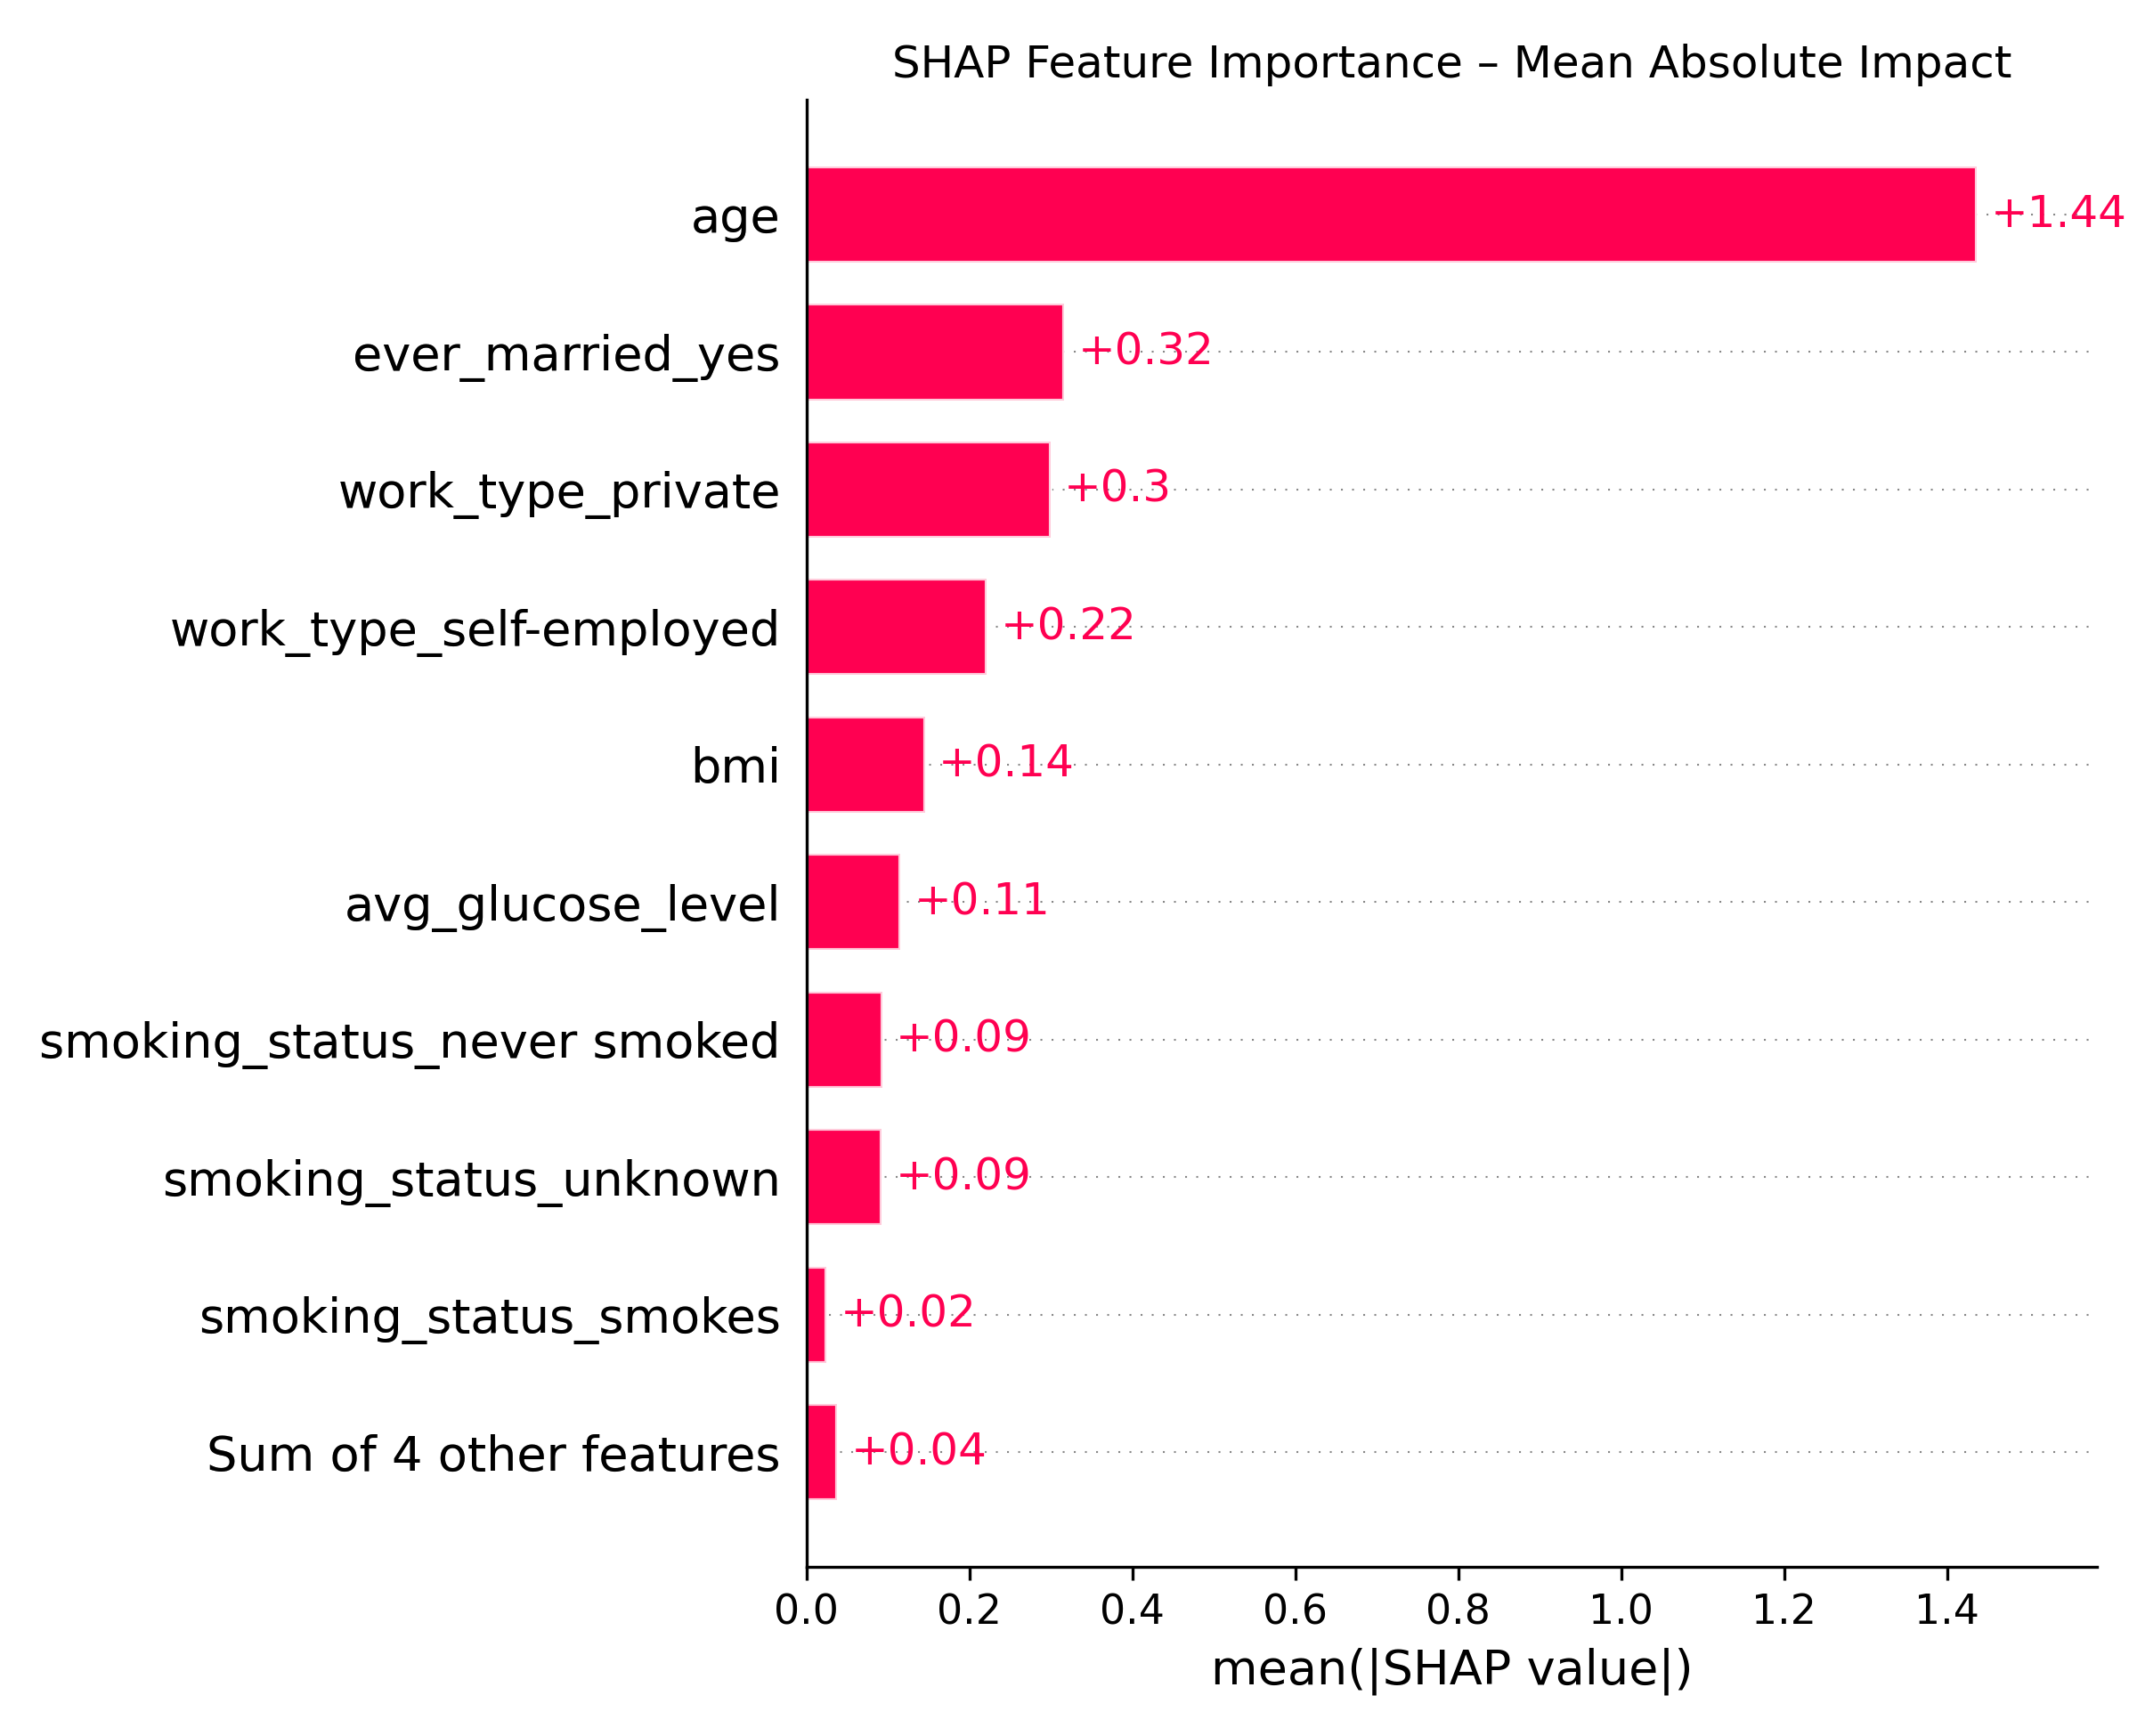 SHAP Feature Importance – Mean Absolute Impact
age +1.44
ever_married_yes +0.32
work_type_private +0.3
work_type_self-employed +0.22
bmi +0.14
avg_glucose_level +0.11
smoking_status_never smoked +0.09
smoking_status_unknown +0.09
smoking_status_smokes +0.02
Sum of 4 other features +0.04
0.0 0.2 0.4 0.6 0.8 1.0 1.2 1.4
mean(|SHAP value|)